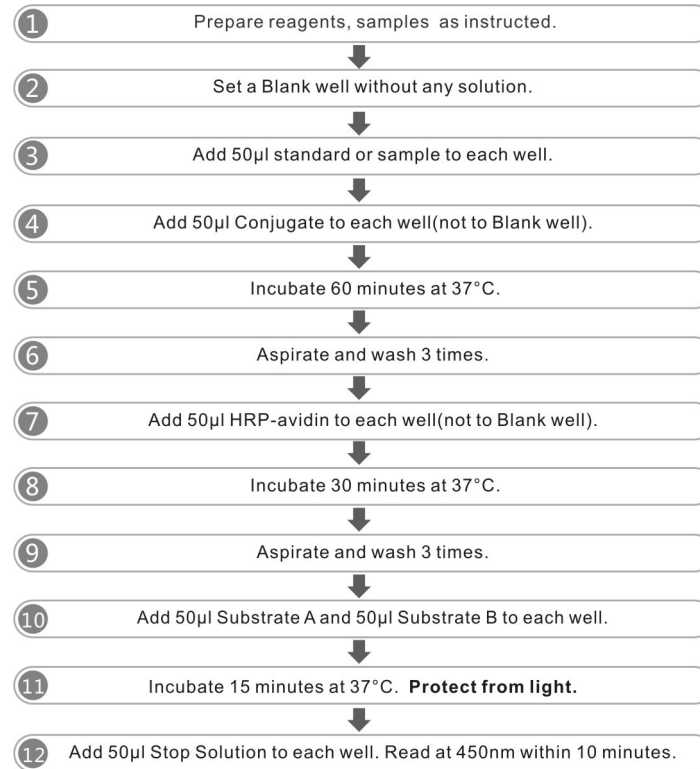 1 Prepare reagents, samples as instructed.
2 Set a Blank well without any solution.
3 Add 50μl standard or sample to each well.
4 Add 50μl Conjugate to each well(not to Blank well).
5 Incubate 60 minutes at 37°C.
6 Aspirate and wash 3 times.
7 Add 50μl HRP-avidin to each well(not to Blank well).
8 Incubate 30 minutes at 37°C.
9 Aspirate and wash 3 times.
10 Add 50μl Substrate A and 50μl Substrate B to each well.
11 Incubate 15 minutes at 37°C. Protect from light.
12 Add 50μl Stop Solution to each well. Read at 450nm within 10 minutes.